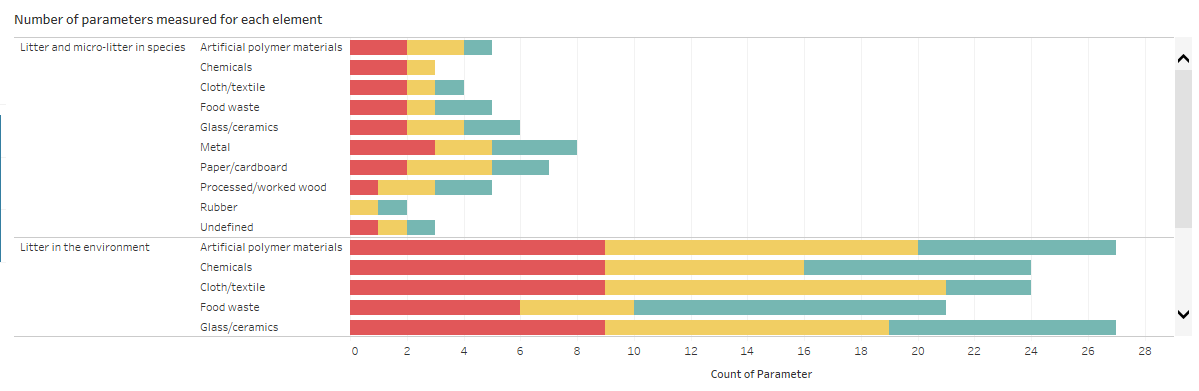 Number of parameters measured for each element
Litter and micro-litter in species
Artificial polymer materials
Chemicals
Cloth/textile
Food waste
Glass/ceramics
Metal
Paper/cardboard
Processed/worked wood
Rubber
Undefined
Litter in the environment
Artificial polymer materials
Chemicals
Cloth/textile
Food waste
Glass/ceramics
0 2 4 6 8 10 12 14 16 18 20 22 24 26 28
Count of Parameter